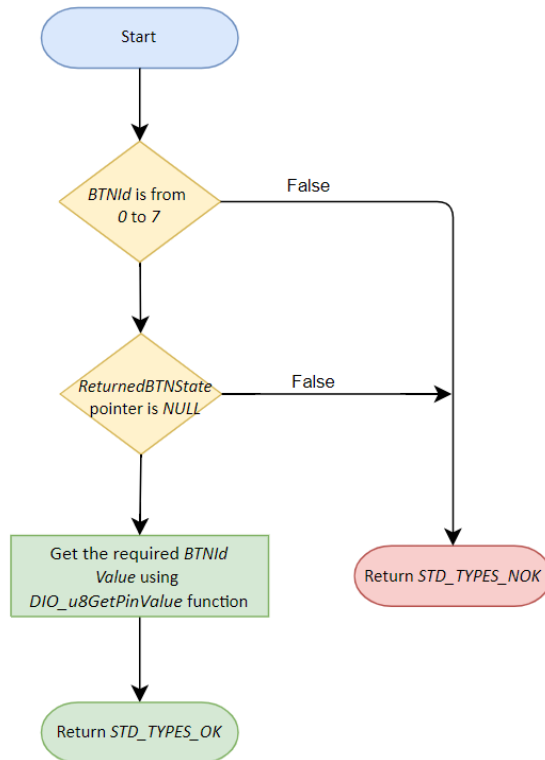 Start
BTNId is from
0 to 7
False
ReturnedBTNState
pointer is NULL
False
Get the required BTNId
Value using
DIO_u8GetPinValue function
Return STD_TYPES_NOK
Return STD_TYPES_OK